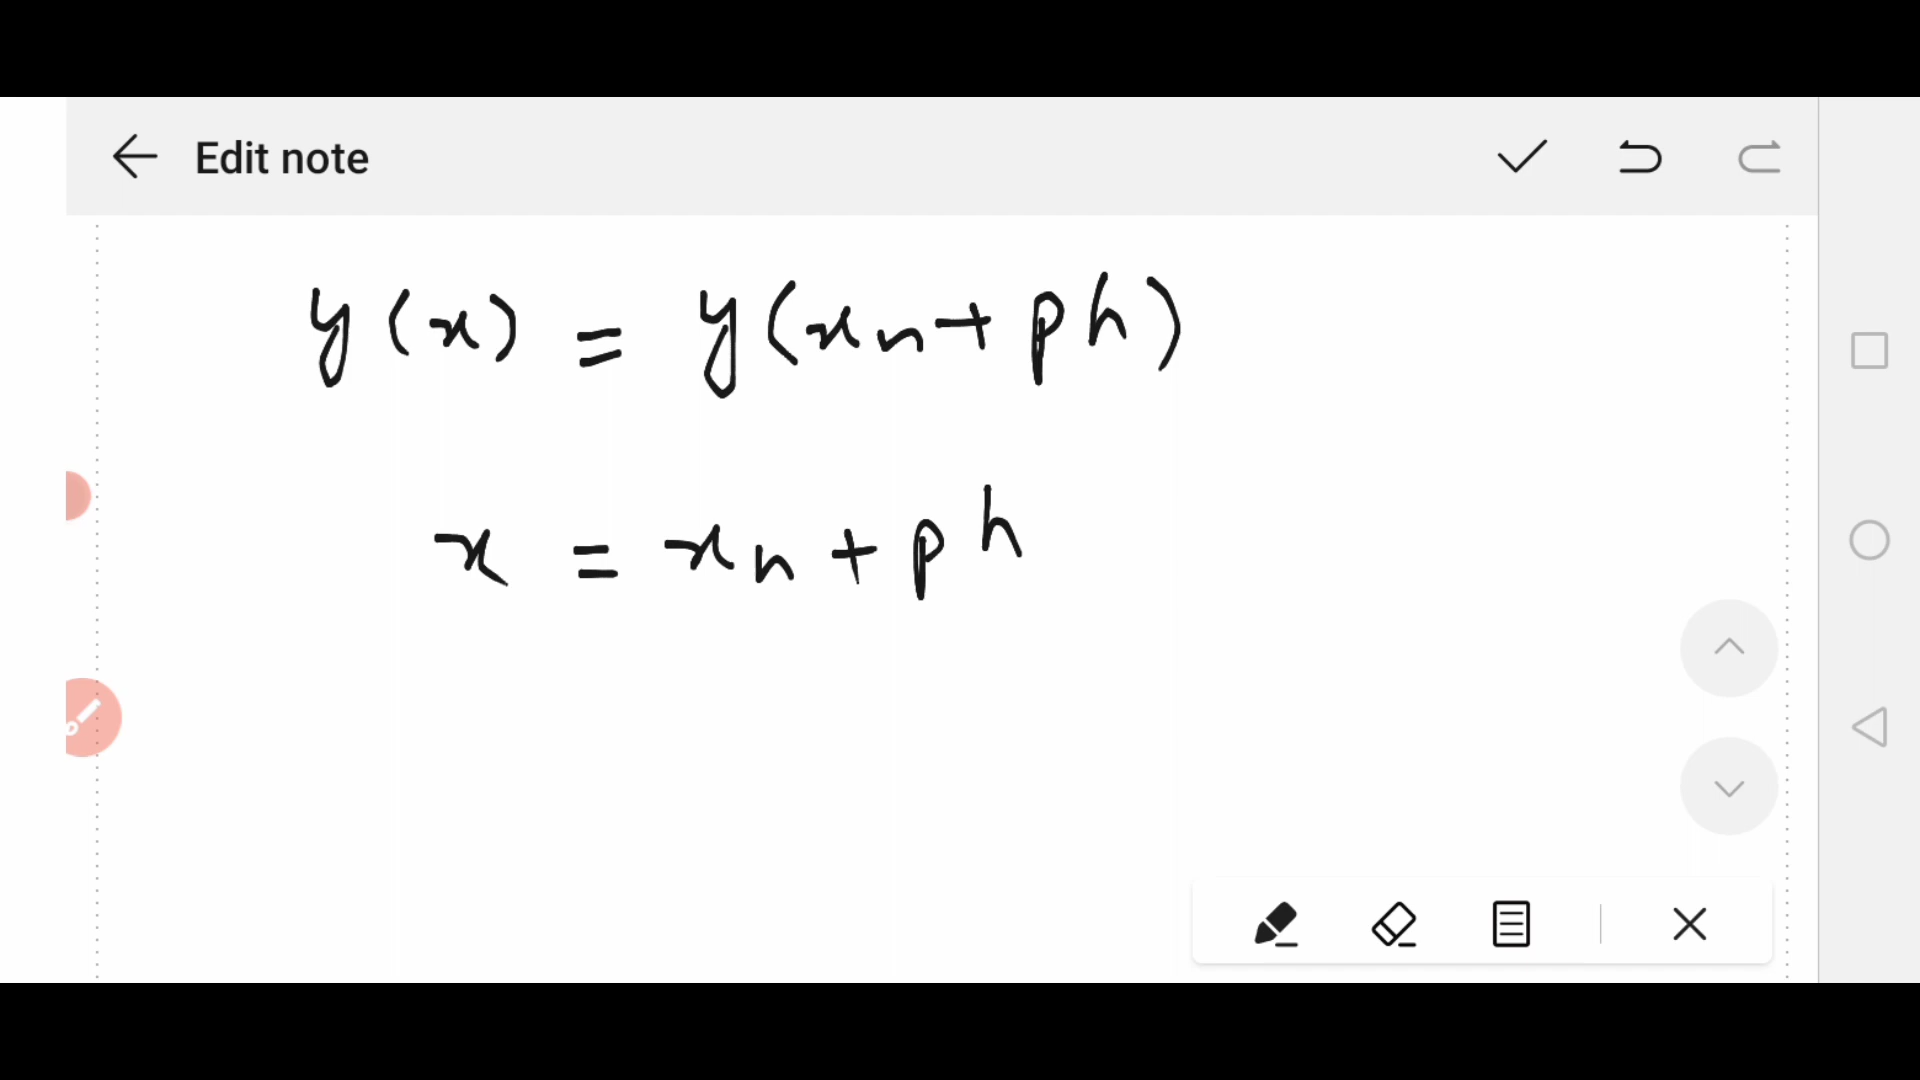 Edit note
y(x) = y(xn+ph)
x = xn+ph